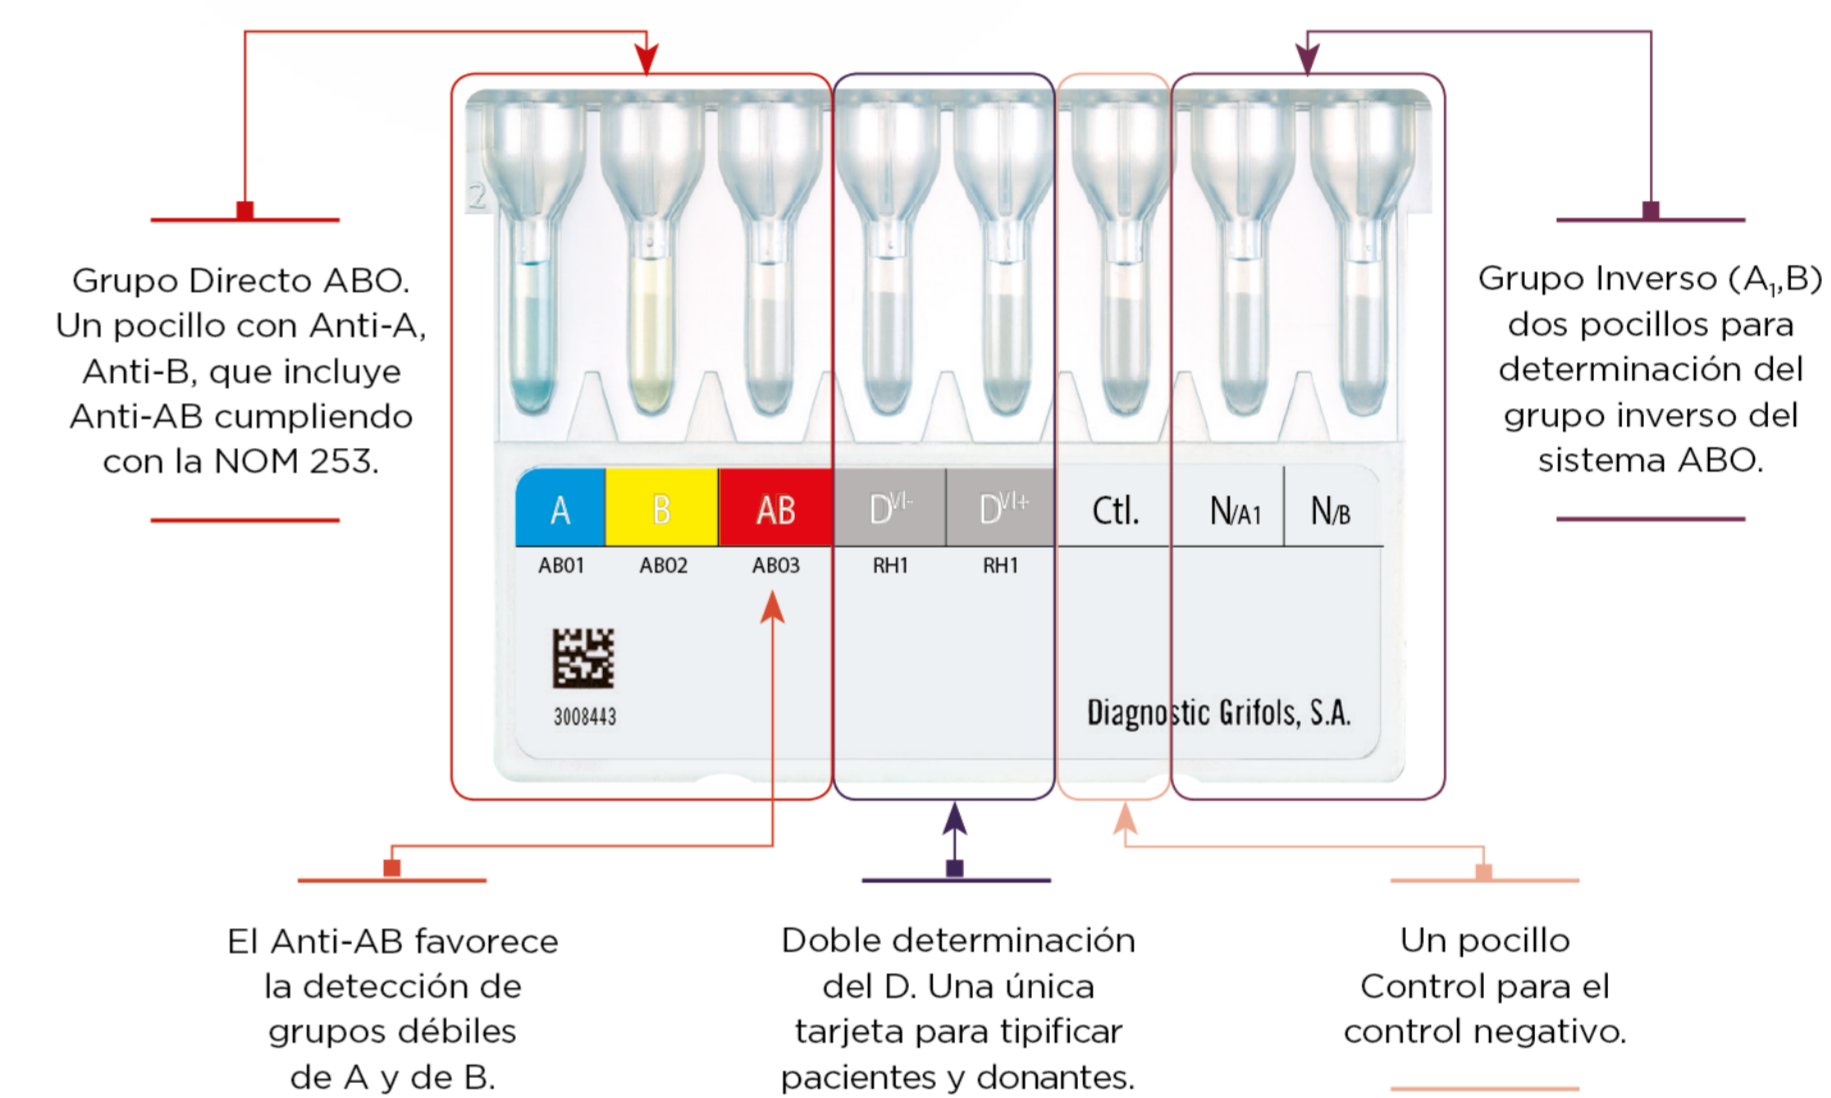 Grupo Directo ABO.
Un pocillo con Anti-A,
Anti-B, que incluye
Anti-AB cumpliendo
con la NOM 253.
Grupo Inverso (A₁,B)
dos pocillos para
determinación del
grupo inverso del
sistema ABO.
2
A B AB Dⱽᴵ⁻ Dⱽᴵ⁺ Ctl. N/A1 N/B
AB01 AB02 AB03 RH1 RH1
3008443
Diagnostic Grifols, S.A.
El Anti-AB favorece
la detección de
grupos débiles
de A y de B.
Doble determinación
del D. Una única
tarjeta para tipificar
pacientes y donantes.
Un pocillo
Control para el
control negativo.